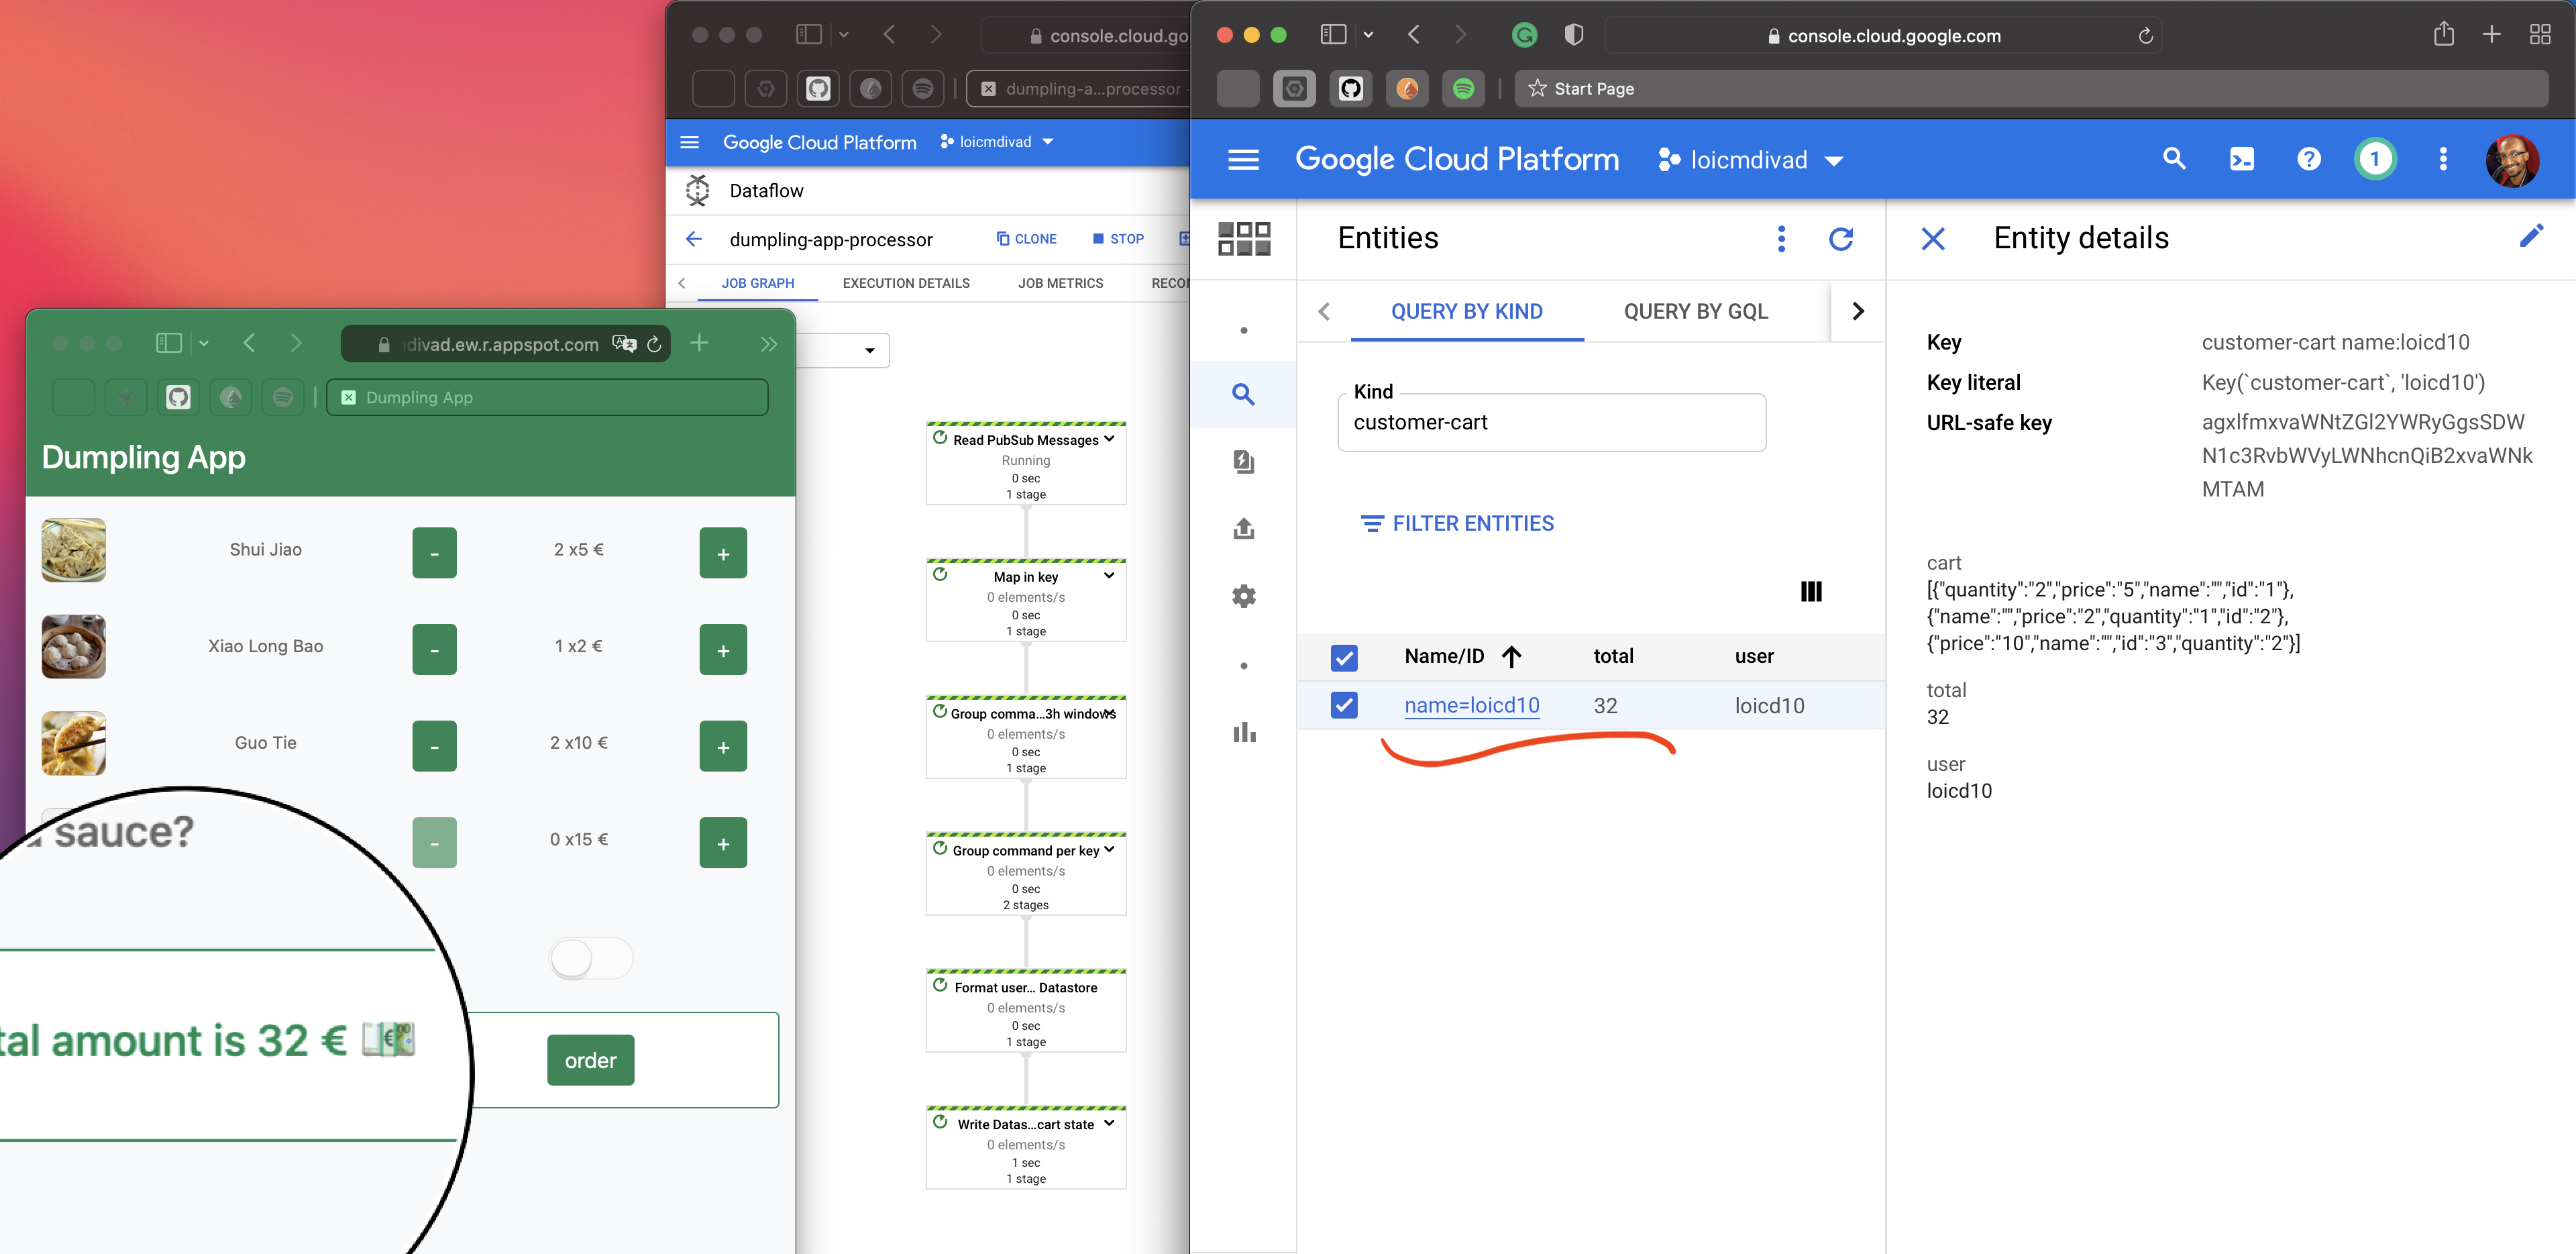 divad.ew.r.appspot.com
Dumpling App
Dumpling App
Shui Jiao
-
2 x5 €
+
Xiao Long Bao
-
1 x2 €
+
Guo Tie
-
2 x10 €
+
sauce?
-
0 x15 €
+
tal amount is 32 €
order
console.cloud.go
dumpling-a...processor -
Google Cloud Platform
loicmdivad
Dataflow
dumpling-app-processor
CLONE
STOP
JOB GRAPH
EXECUTION DETAILS
JOB METRICS
RECO
Read PubSub Messages
Running
0 sec
1 stage
Map in key
0 elements/s
0 sec
1 stage
Group comma...3h windows
0 elements/s
0 sec
1 stage
Group command per key
0 elements/s
0 sec
2 stages
Format user... Datastore
0 elements/s
0 sec
1 stage
Write Datas...cart state
0 elements/s
1 sec
1 stage
console.cloud.google.com
Start Page
Google Cloud Platform
loicmdivad
1
Entities
QUERY BY KIND
QUERY BY GQL
Kind
customer-cart
FILTER ENTITIES
Name/ID
total
user
name=loicd10
32
loicd10
Entity details
Key
customer-cart name:loicd10
Key literal
Key(`customer-cart`, 'loicd10')
URL-safe key
agxlfmxvaWNtZGl2YWRyGgsSDW
N1c3RvbWVyLWNhcnQiB2xvaWNk
MTAM
cart
[{"quantity":"2","price":"5","name":"","id":"1"},
{"name":"","price":"2","quantity":"1","id":"2"},
{"price":"10","name":"","id":"3","quantity":"2"}]
total
32
user
loicd10